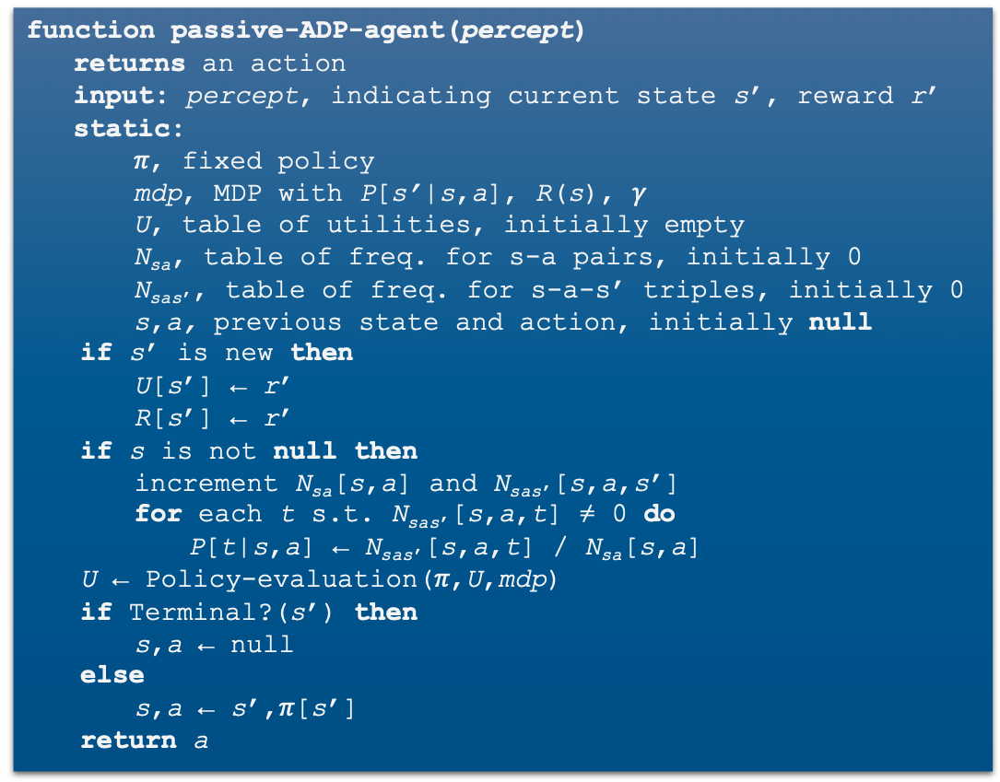 function passive-ADP-agent(percept)
returns an action
input: percept, indicating current state s′, reward r′
static:
π, fixed policy
mdp, MDP with P[s′|s,a], R(s), γ
U, table of utilities, initially empty
Nsa, table of freq. for s-a pairs, initially 0
Nsas′, table of freq. for s-a-s′ triples, initially 0
s,a, previous state and action, initially null
if s′ is new then
U[s′] ← r′
R[s′] ← r′
if s is not null then
increment Nsa[s,a] and Nsas′[s,a,s′]
for each t s.t. Nsas′[s,a,t] ≠ 0 do
P[t|s,a] ← Nsas′[s,a,t] / Nsa[s,a]
U ← Policy-evaluation(π,U,mdp)
if Terminal?(s′) then
s,a ← null
else
s,a ← s′,π[s′]
return a